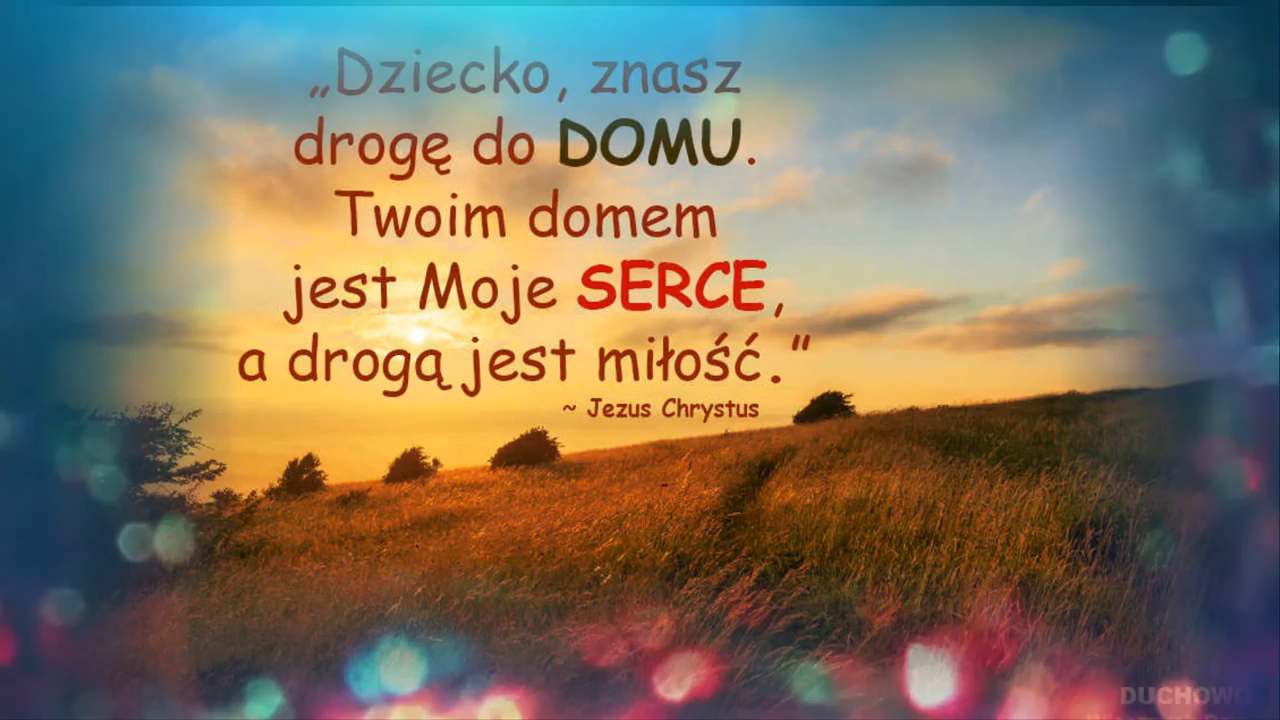 „Dziecko, znasz
drogę do DOMU.
Twoim domem
jest Moje SERCE,
a drogą jest miłość.”
~ Jezus Chrystus